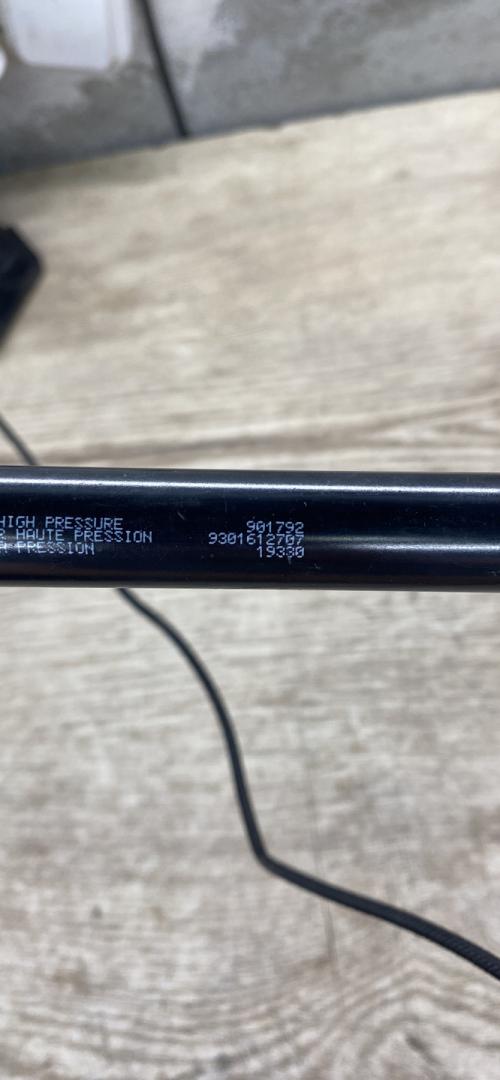 HIGH PRESSURE
HAUTE PRESSION
PRESSION
901792
9301612707
19330